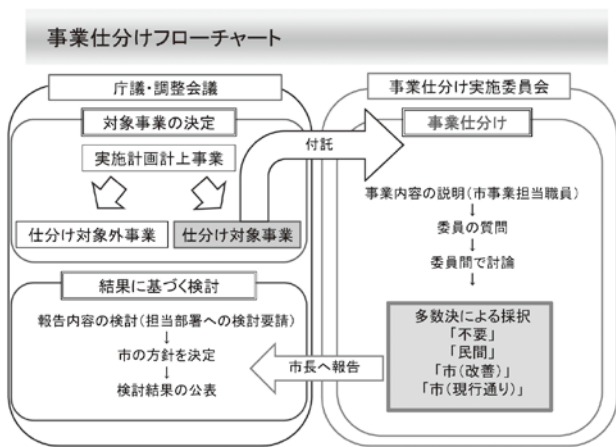 事業仕分けフローチャート
庁議・調整会議
対象事業の決定
実施計画計上事業
仕分け対象外事業
仕分け対象事業
付託
結果に基づく検討
報告内容の検討(担当部署への検討要請)
↓
市の方針を決定
↓
検討結果の公表
事業仕分け実施委員会
事業仕分け
事業内容の説明(市事業担当職員)
↓
委員の質問
↓
委員間で討論
↓
多数決による採択
「不要」
「民間」
「市(改善)」
「市(現行通り)」
市長へ報告